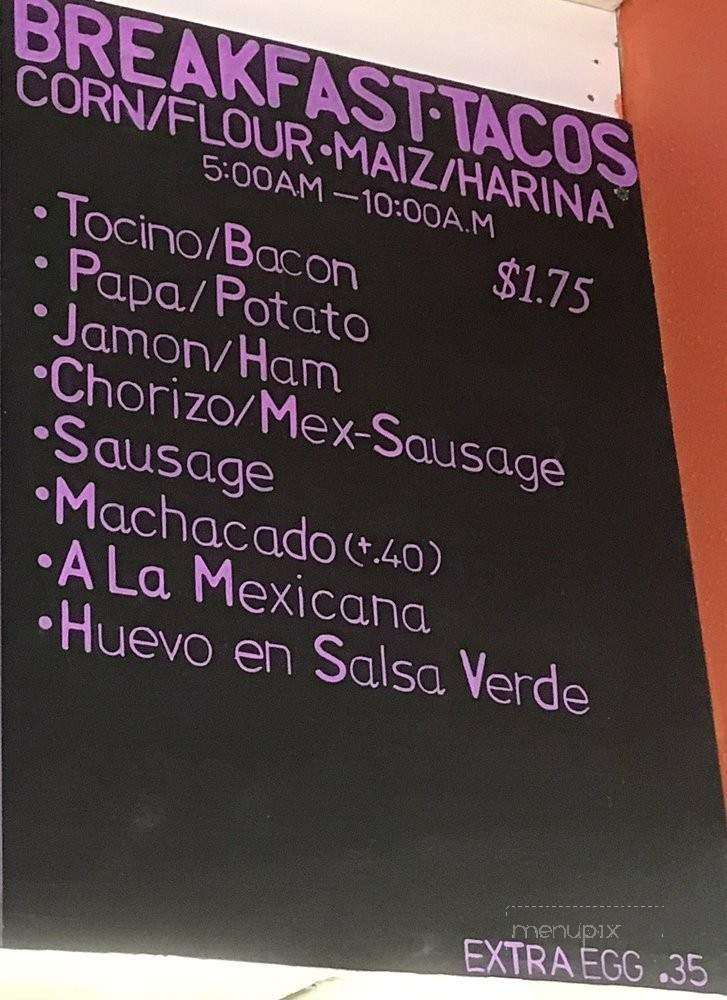 BREAKFAST·TACOS
CORN/FLOUR·MAIZ/HARINA
5:00A.M — 10:00A.M
$1.75
·Tocino/Bacon
·Papa/Potato
·Jamon/Ham
·Chorizo/Mex-Sausage
·Sausage
·Machacado (+.40)
·A La Mexicana
·Huevo en Salsa Verde
menupix
EXTRA EGG .35